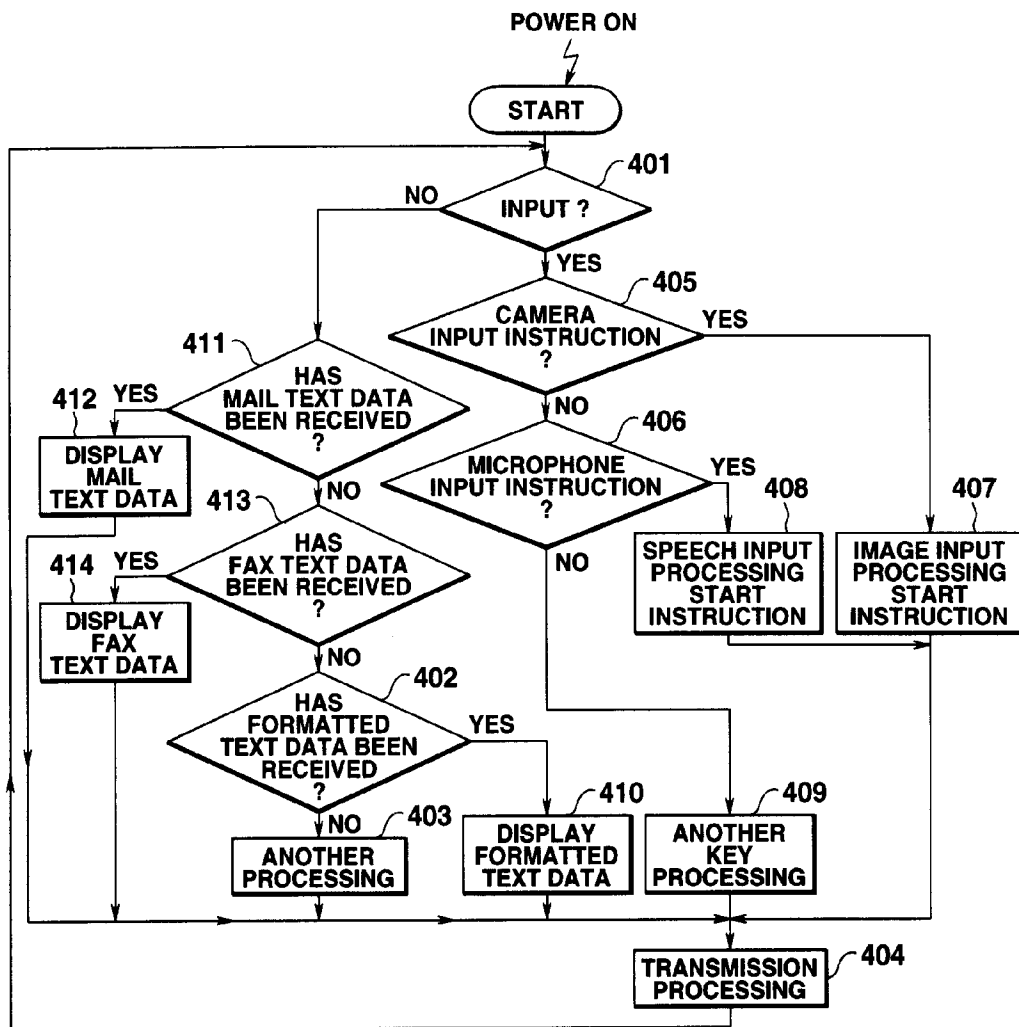 POWER ON
START
401
NO
INPUT ?
YES
405
CAMERA
INPUT INSTRUCTION
?
YES
411
HAS
MAIL TEXT DATA
BEEN RECEIVED
?
YES
412
DISPLAY
MAIL
TEXT DATA
NO
406
MICROPHONE
INPUT INSTRUCTION
?
YES
408
407
NO
413
HAS
FAX TEXT DATA
BEEN RECEIVED
?
YES
414
DISPLAY
FAX
TEXT DATA
NO
SPEECH INPUT
PROCESSING
START
INSTRUCTION
IMAGE INPUT
PROCESSING
START
INSTRUCTION
NO
402
HAS
FORMATTED
TEXT DATA BEEN
RECEIVED
?
YES
NO
403
ANOTHER
PROCESSING
410
DISPLAY
FORMATTED
TEXT DATA
409
ANOTHER
KEY
PROCESSING
TRANSMISSION
PROCESSING
404